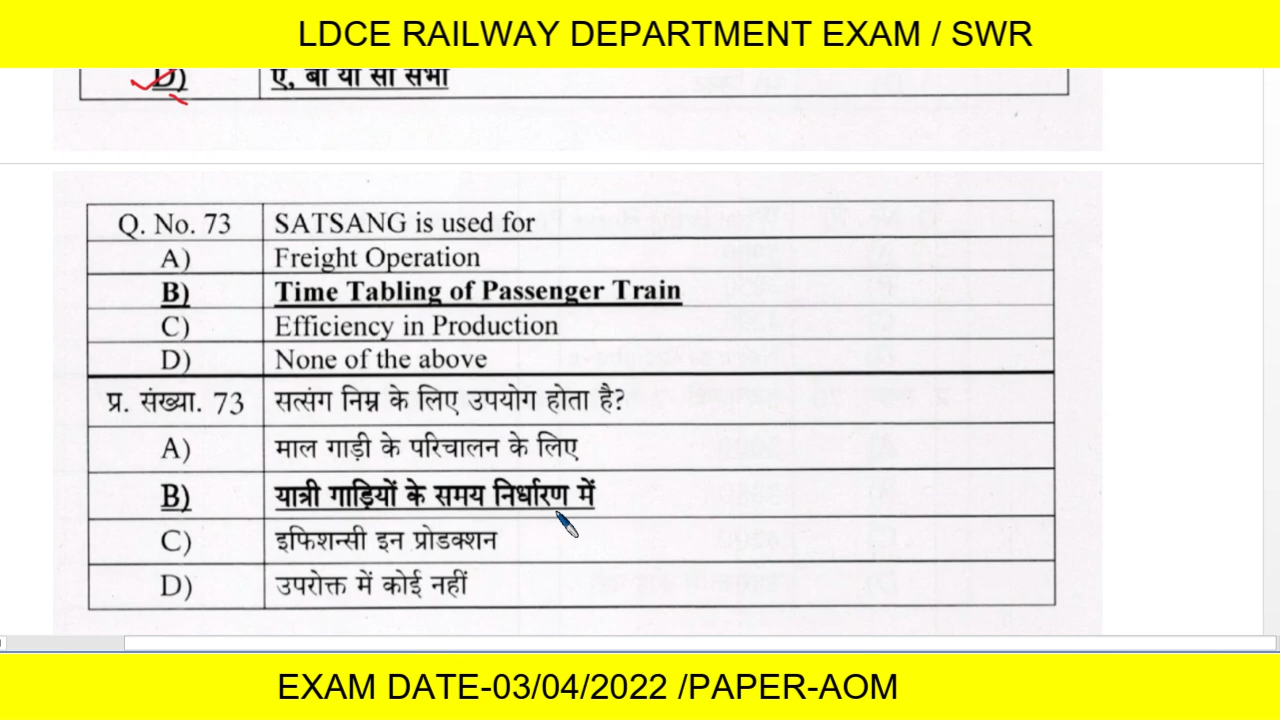 LDCE RAILWAY DEPARTMENT EXAM / SWR
D) ए, बी या सी सभी
Q. No. 73 SATSANG is used for
A) Freight Operation
B) Time Tabling of Passenger Train
C) Efficiency in Production
D) None of the above
प्र. संख्या. 73 सत्संग निम्न के लिए उपयोग होता है?
A) माल गाड़ी के परिचालन के लिए
B) यात्री गाड़ियों के समय निर्धारण में
C) इफिशन्सी इन प्रोडक्शन
D) उपरोक्त में कोई नहीं
EXAM DATE-03/04/2022 /PAPER-AOM